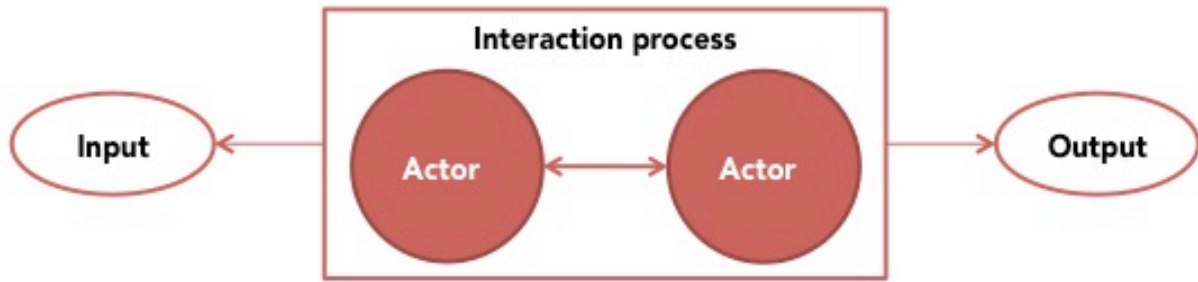 Interaction process
Input
Actor
Actor
Output